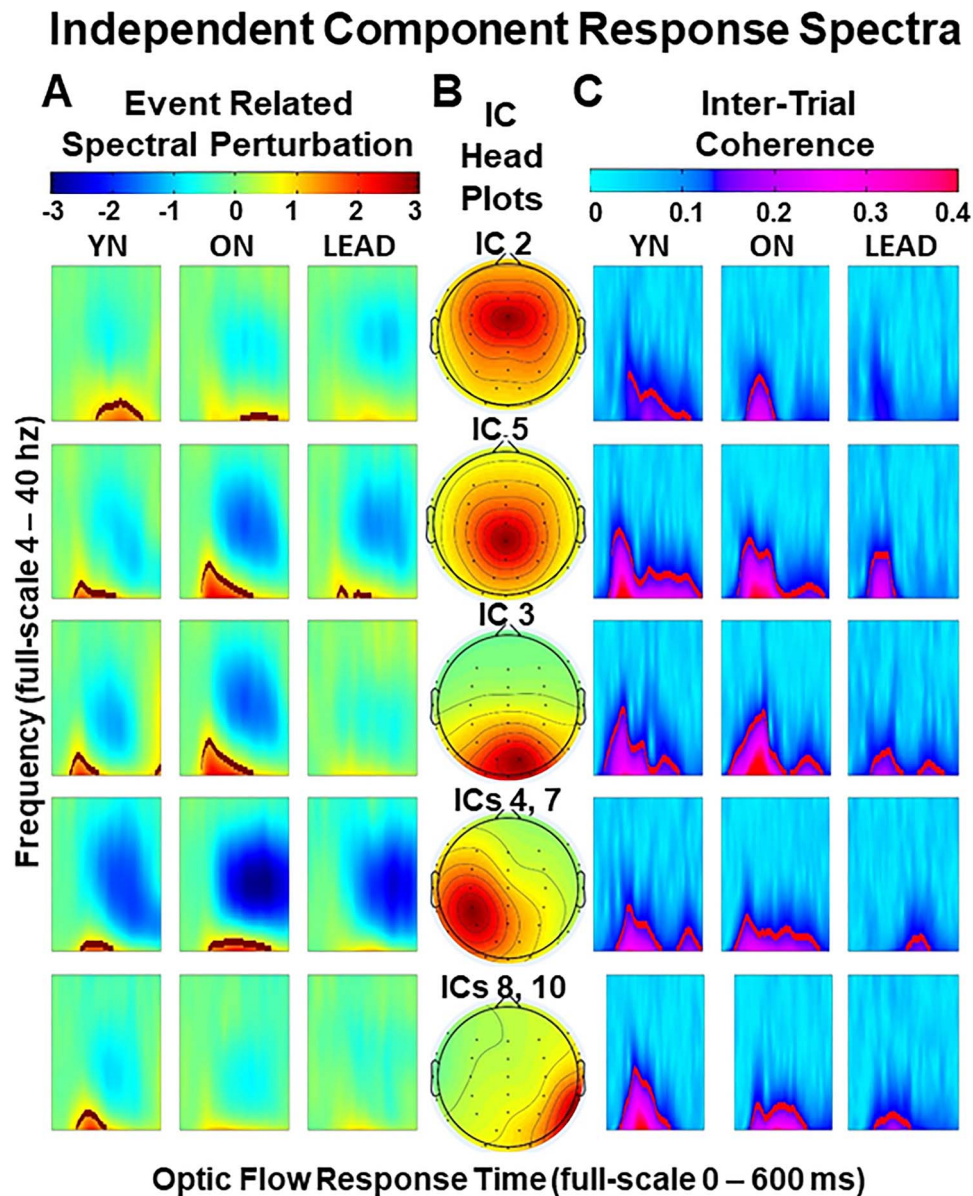 Independent Component Response Spectra
A
Event Related
Spectral Perturbation
-3 -2 -1 0 1 2 3
YN ON LEAD
B
IC
Head
Plots
C
Inter-Trial
Coherence
0 0.1 0.2 0.3 0.4
YN ON LEAD
IC 2
IC 5
IC 3
ICs 4, 7
ICs 8, 10
Frequency (full-scale 4 – 40 hz)
Optic Flow Response Time (full-scale 0 – 600 ms)